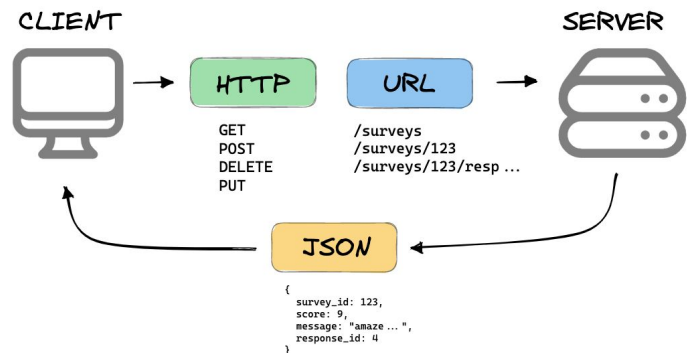 CLIENT
SERVER
HTTP
URL
GET
POST
DELETE
PUT
/surveys
/surveys/123
/surveys/123/resp...
JSON
{
survey_id: 123,
score: 9,
message: "amaze...",
response_id: 4
}